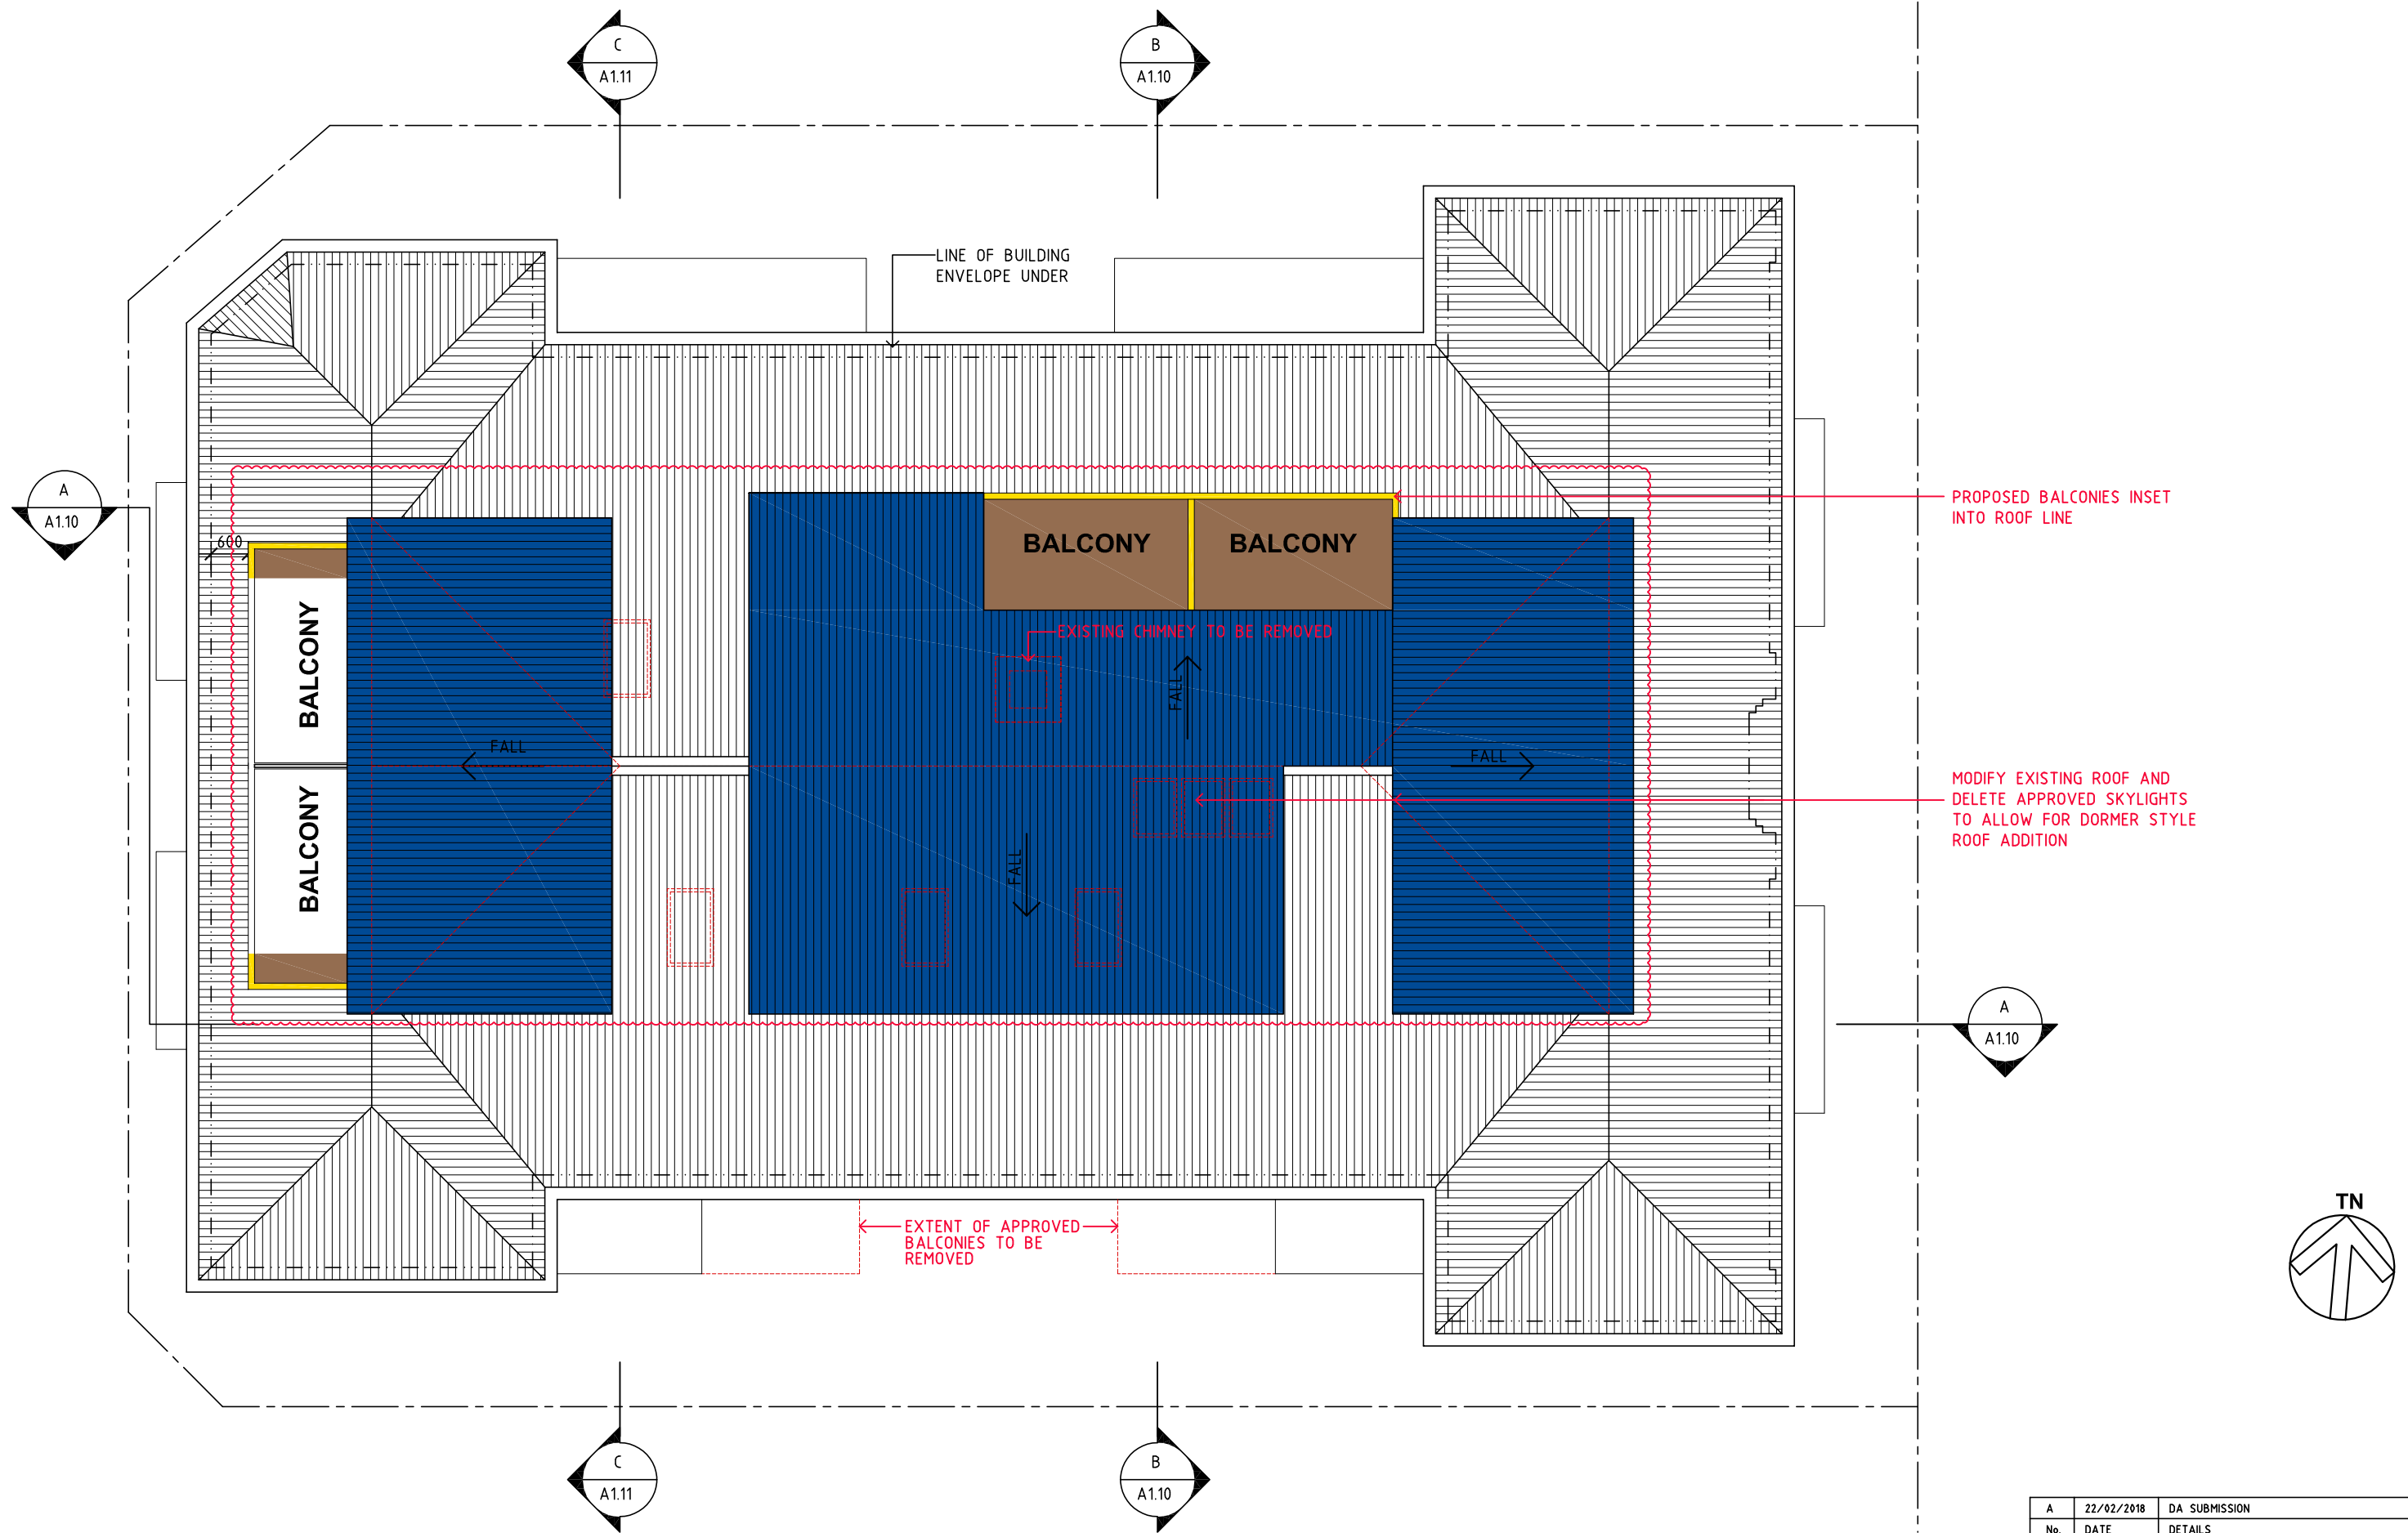 C
A1.11
B
A1.10
LINE OF BUILDING
ENVELOPE UNDER
A
A1.10
600
PROPOSED BALCONIES INSET
INTO ROOF LINE
BALCONY
BALCONY
BALCONY
BALCONY
EXISTING CHIMNEY TO BE REMOVED
FALL
FALL
FALL
FALL
MODIFY EXISTING ROOF AND
DELETE APPROVED SKYLIGHTS
TO ALLOW FOR DORMER STYLE
ROOF ADDITION
A
A1.10
EXTENT OF APPROVED
BALCONIES TO BE
REMOVED
TN
C
A1.11
B
A1.10
A 22/02/2018 DA SUBMISSION
No. DATE DETAILS